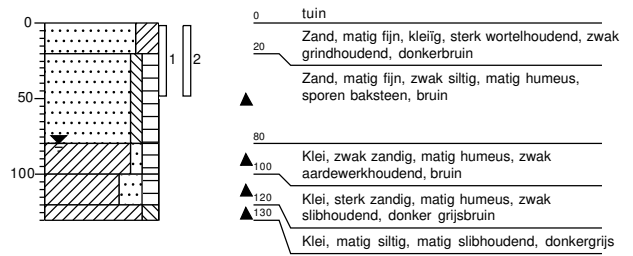 0
50
100
1
2
0
tuin
Zand, matig fijn, kleiïg, sterk wortelhoudend, zwak
20
grindhoudend, donkerbruin
Zand, matig fijn, zwak siltig, matig humeus,
sporen baksteen, bruin
80
Klei, zwak zandig, matig humeus, zwak
100
aardewerkhoudend, bruin
Klei, sterk zandig, matig humeus, zwak
120
slibhoudend, donker grijsbruin
130
Klei, matig siltig, matig slibhoudend, donkergrijs